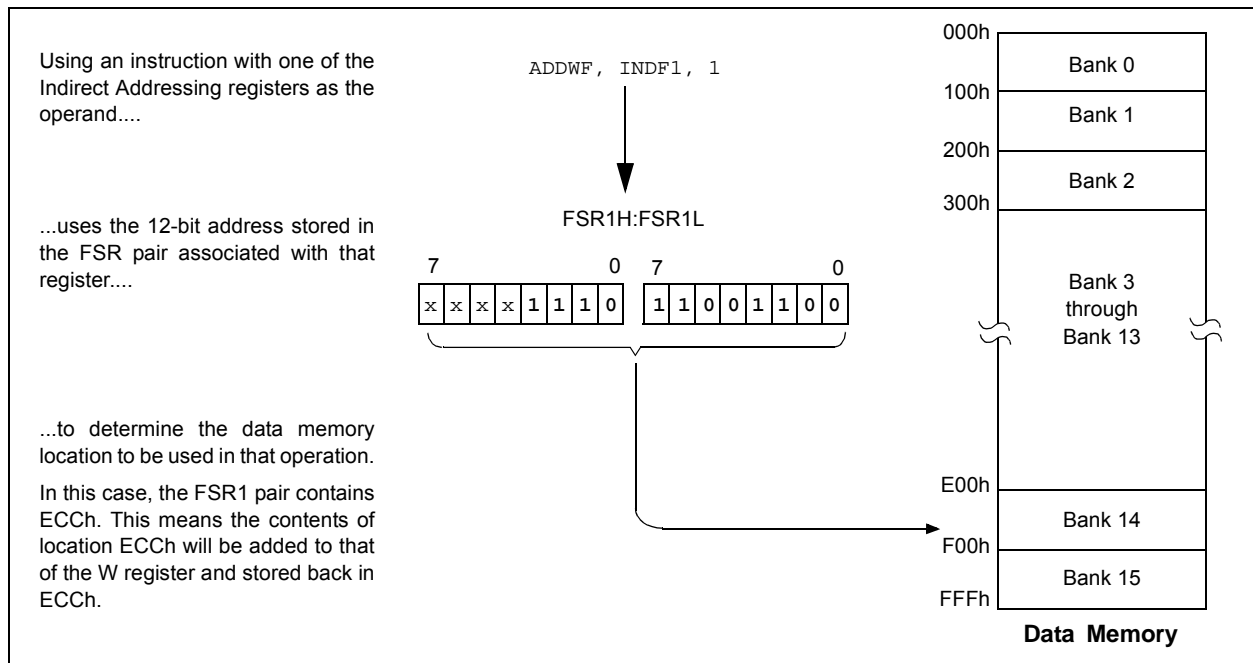 Using an instruction with one of the
Indirect Addressing registers as the
operand....
ADDWF, INDF1, 1
...uses the 12-bit address stored in
the FSR pair associated with that
register....
FSR1H:FSR1L
7 0 7 0
x x x x 1 1 1 0 1 1 0 0 1 1 0 0
...to determine the data memory
location to be used in that operation.
In this case, the FSR1 pair contains
ECCh. This means the contents of
location ECCh will be added to that
of the W register and stored back in
ECCh.
000h
Bank 0
100h
Bank 1
200h
Bank 2
300h
Bank 3
through
Bank 13
E00h
Bank 14
F00h
Bank 15
FFFh
Data Memory